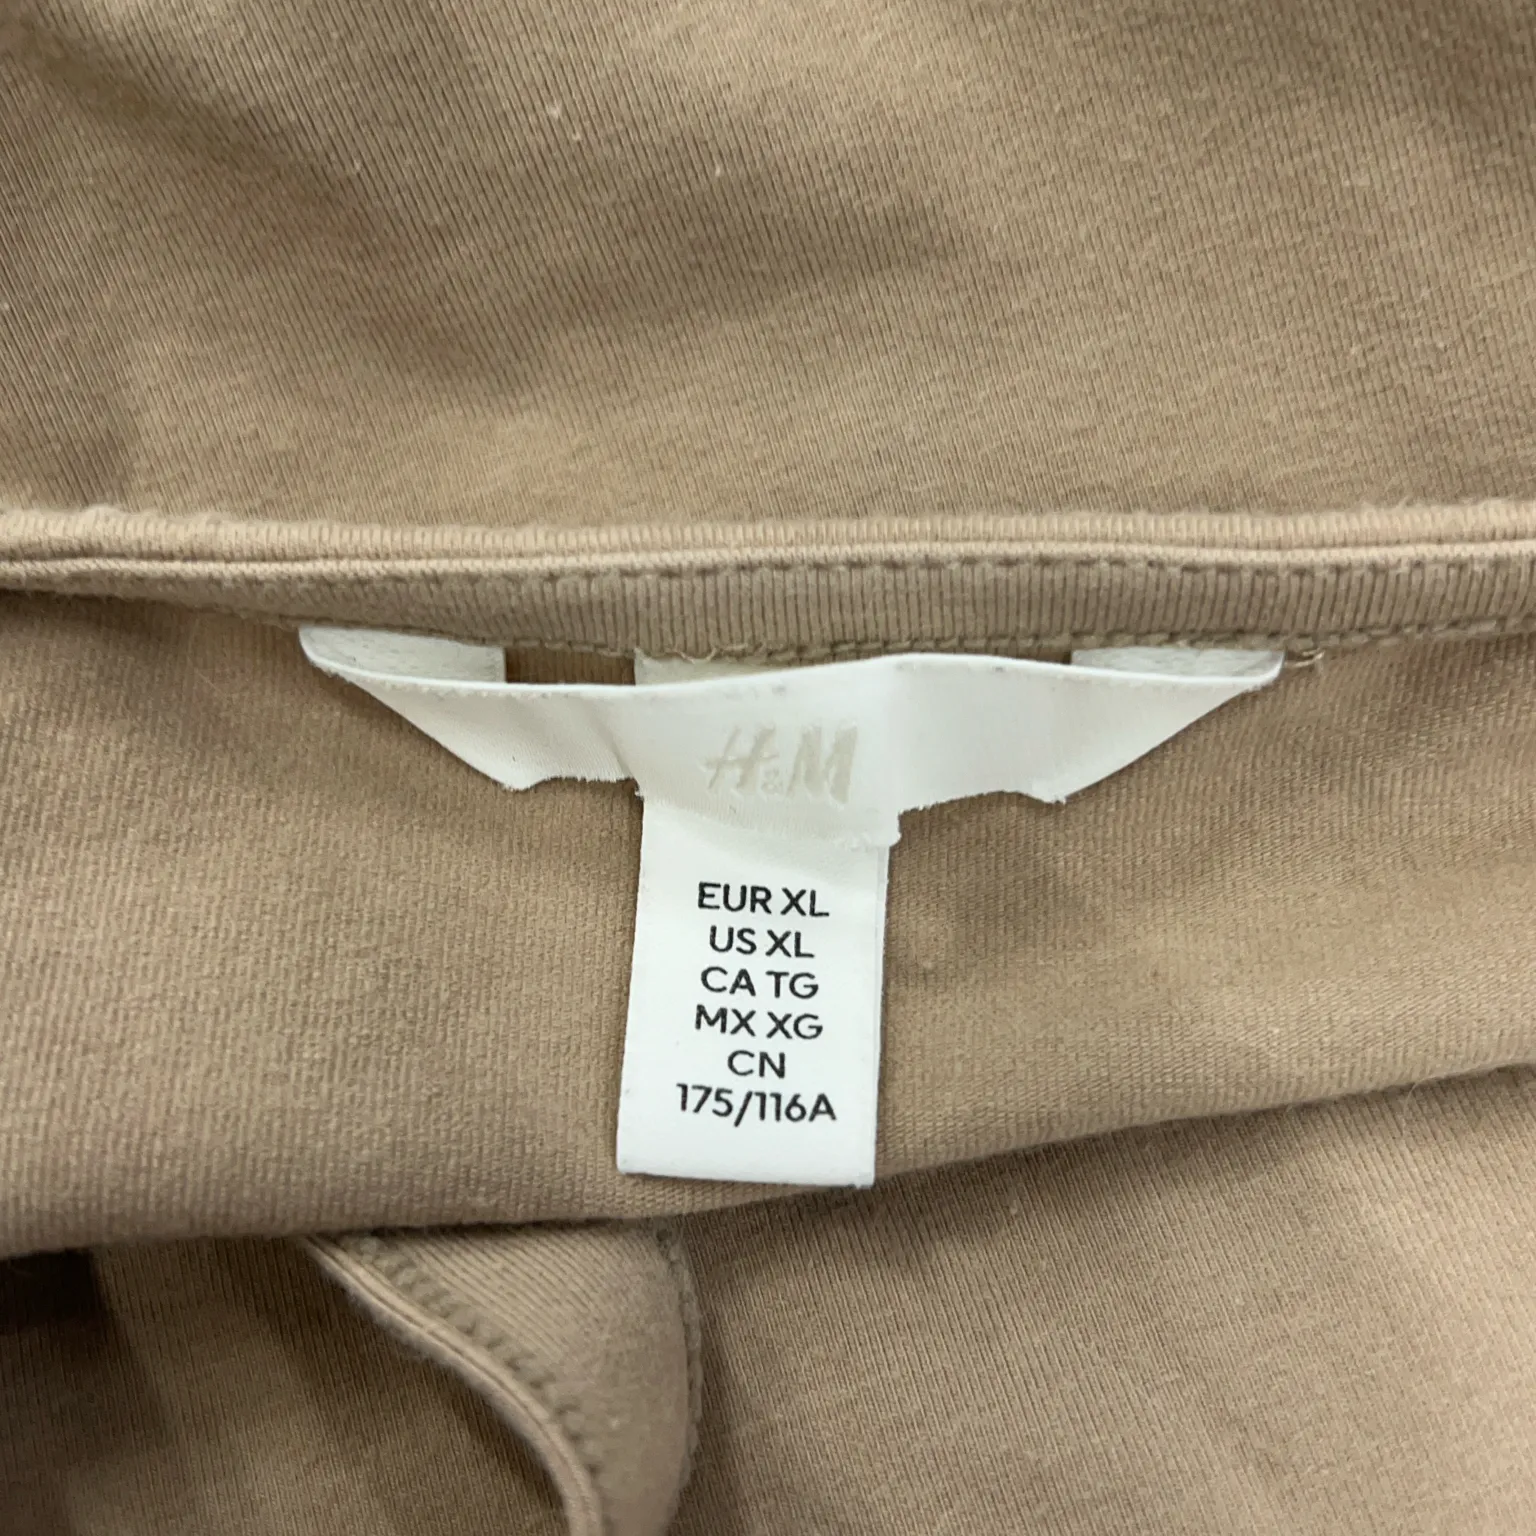 H&M
EUR XL
US XL
CA TG
MX XG
CN
175/116A